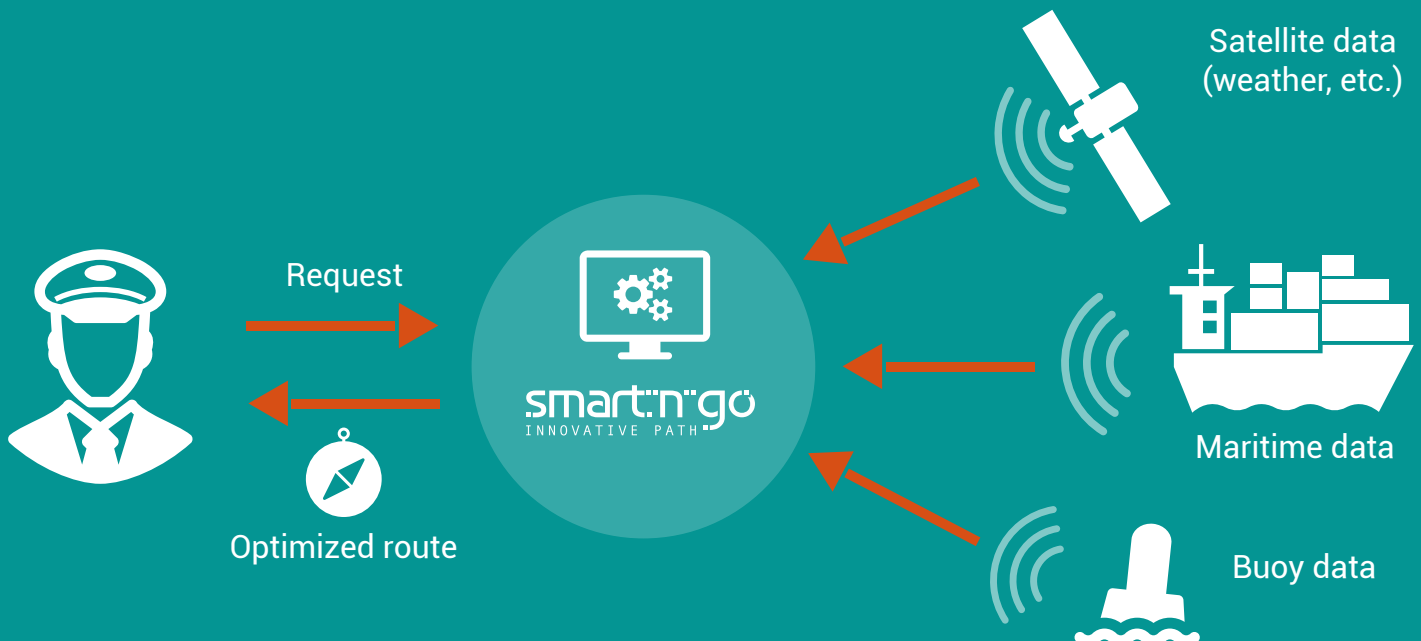 Satellite data
(weather, etc.)
Request
smart'n'go
INNOVATIVE PATH
Maritime data
Optimized route
Buoy data